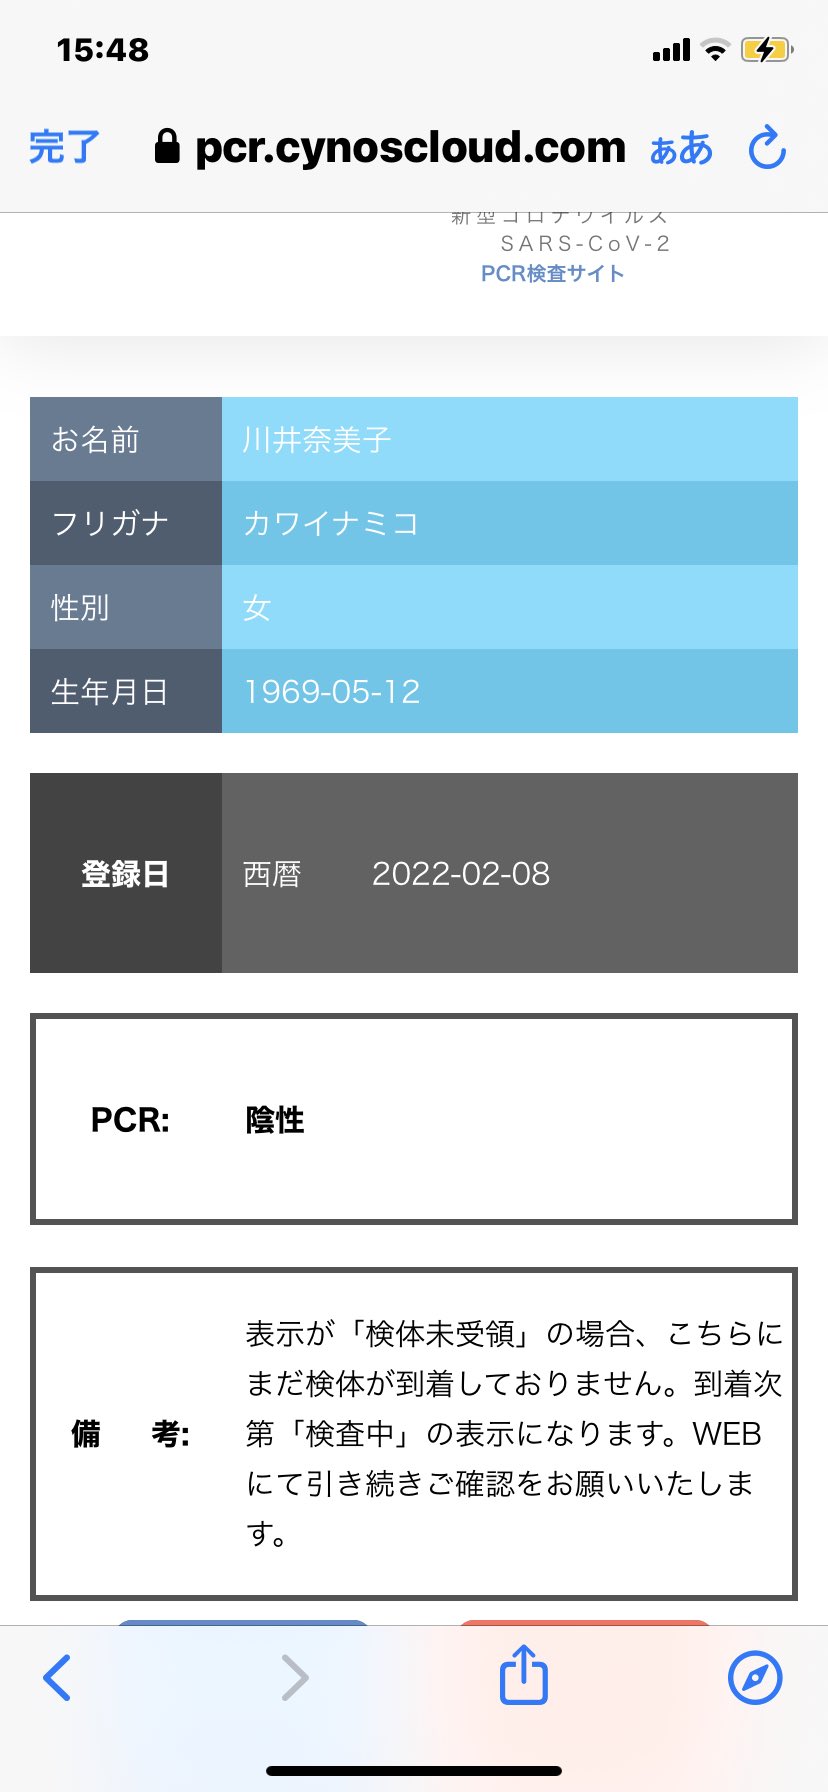 15:48
完了
pcr.cynoscloud.com
ぁあ
新型コロナウイルス
SARS-CoV-2
PCR検査サイト
お名前 川井奈美子
フリガナ カワイナミコ
性別 女
生年月日 1969-05-12
登録日 西暦 2022-02-08
PCR: 陰性
備 考:
表示が「検体未受領」の場合、こちらに
まだ検体が到着しておりません。到着次
第「検査中」の表示になります。WEB
にて引き続きご確認をお願いいたしま
す。